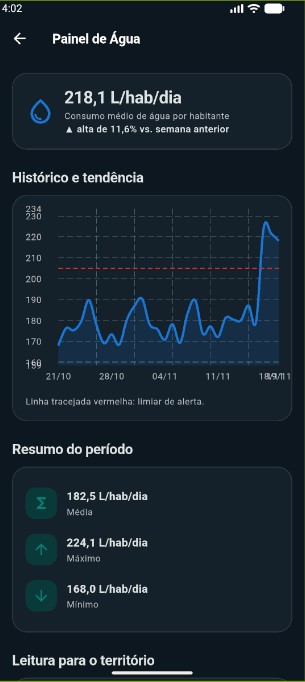 4:02
Painel de Água
218,1 L/hab/dia
Consumo médio de água por habitante
▲ alta de 11,6% vs. semana anterior
Histórico e tendência
234
230
220
210
200
190
180
170
160
21/10 28/10 04/11 11/11
Linha tracejada vermelha: limiar de alerta.
Resumo do período
Σ 182,5 L/hab/dia
Média
↑ 224,1 L/hab/dia
Máximo
↓ 168,0 L/hab/dia
Mínimo
Leitura para o território